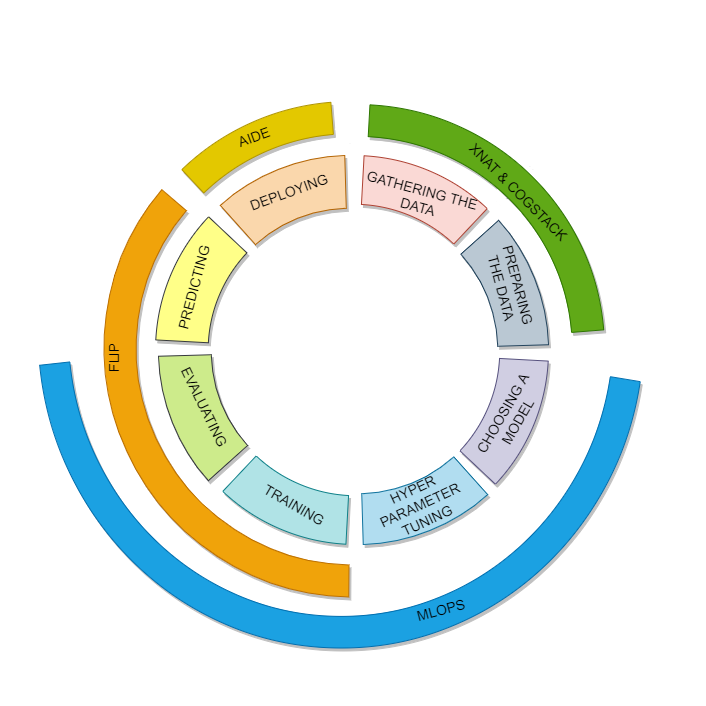 AIDE
XNAT & COGSTACK
DEPLOYING
GATHERING THE
DATA
PREPARING
THE DATA
PREDICTING
FLIP
EVALUATING
CHOOSING A
MODEL
TRAINING
HYPER
PARAMETER
TUNING
MLOPS